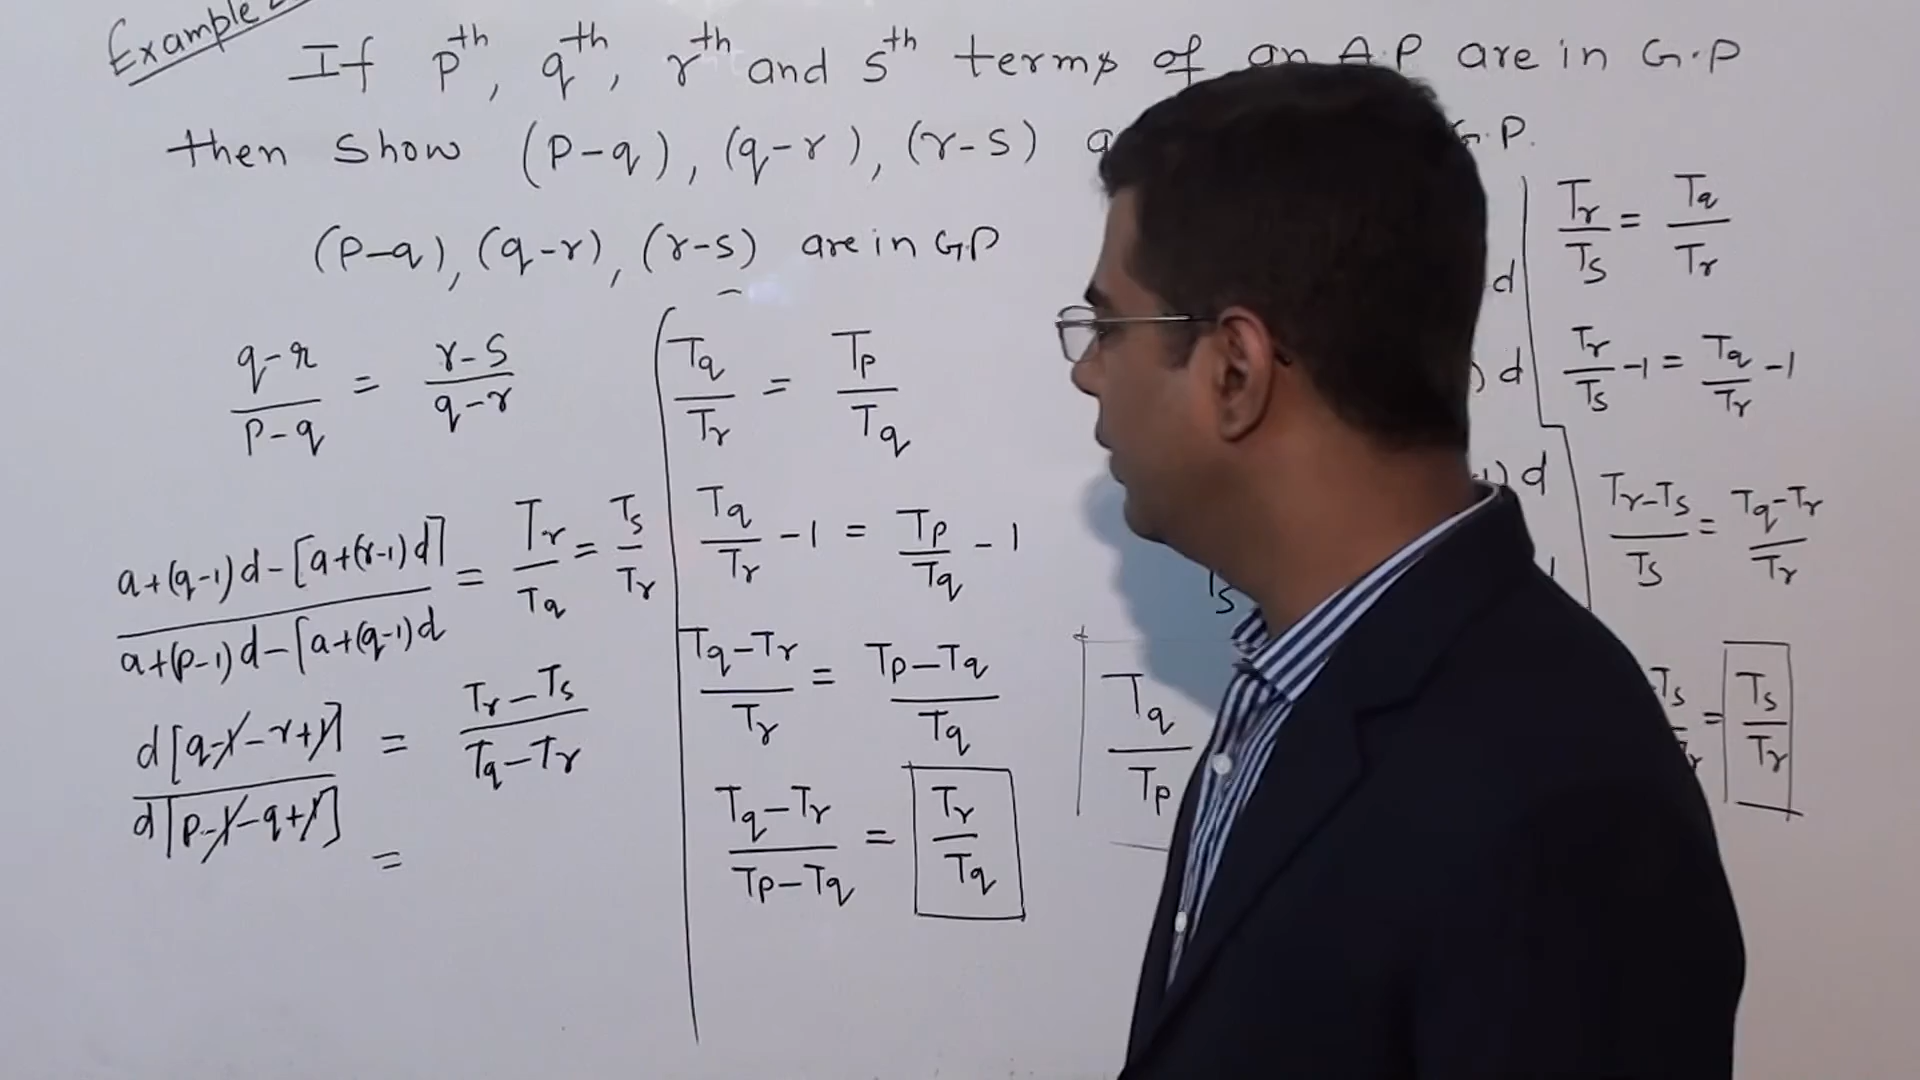 Example
If pth, qth, rth and sth terms of an A.P are in G.P
then show (p-q), (q-r), (r-s) G.P.
(p-q), (q-r), (r-s) are in GP
q-r/p-q = r-s/q-r
a+(q-1)d-[a+(r-1)d]/a+(p-1)d-[a+(q-1)d = Tr/Tq = Ts/Tr
d[q-1-r+1]/d[p-1-q+1] = Tr-Ts/Tq-Tr
=
Tq/Tr = Tp/Tq
Tq/Tr -1 = Tp/Tq -1
Tq-Tr/Tr = Tp-Tq/Tq
Tq-Tr/Tp-Tq = Tr/Tq
d
) d
1) d
Ts
Tq/Tp
Tr/Ts = Tq/Tr
Tr/Ts -1 = Tq/Tr -1
Tr-Ts/Ts = Tq-Tr/Tr
Ts/r = Ts/Tr